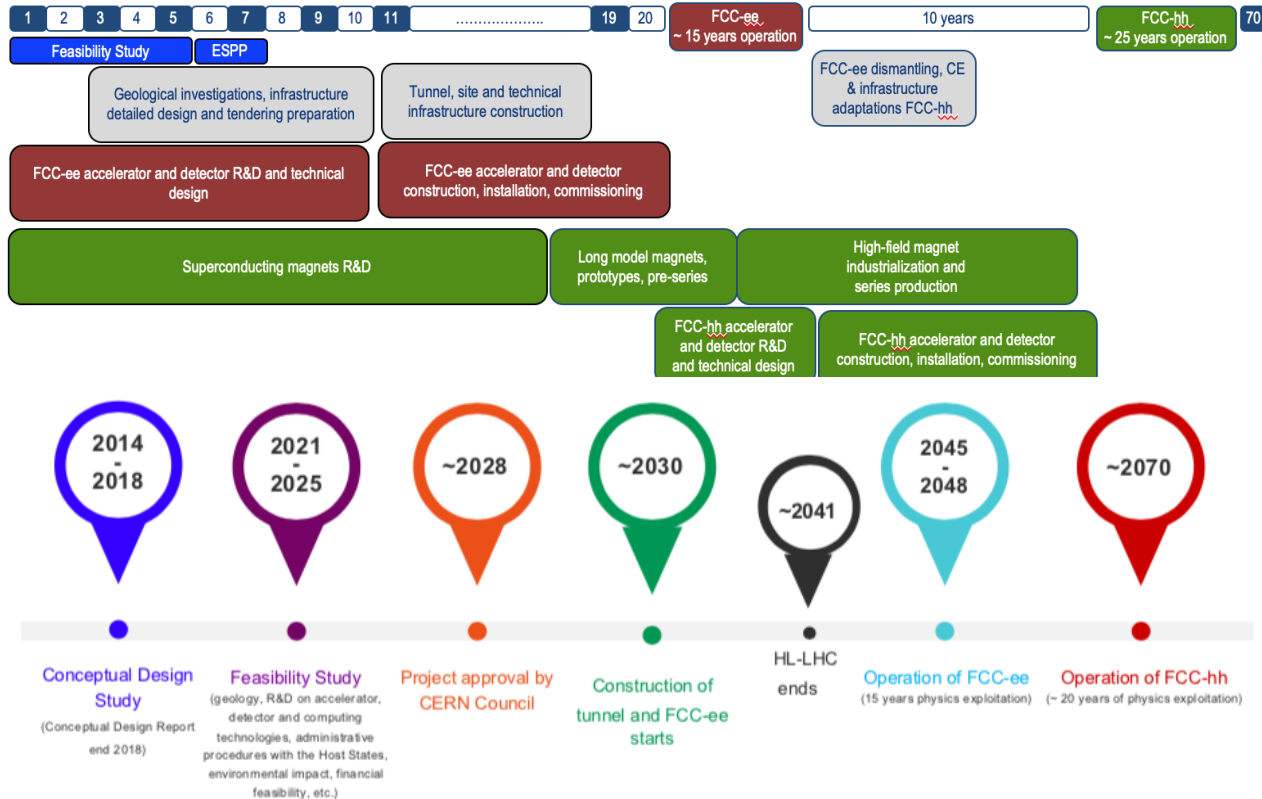 1 2 3 4 5 6 7 8 9 10 11 ………………... 19 20
FCC-ee
~ 15 years operation
10 years
FCC-hh
~ 25 years operation
70
Feasibility Study
ESPP
Geological investigations, infrastructure
detailed design and tendering preparation
Tunnel, site and technical
infrastructure construction
FCC-ee dismantling, CE
& infrastructure
adaptations FCC-hh
FCC-ee accelerator and detector R&D and technical
design
FCC-ee accelerator and detector
construction, installation, commissioning
Superconducting magnets R&D
Long model magnets,
prototypes, pre-series
High-field magnet
industrialization and
series production
FCC-hh accelerator
and detector R&D
and technical design
FCC-hh accelerator and detector
construction, installation, commissioning
2014
-
2018
2021
-
2025
~2028
~2030
~2041
2045
-
2048
~2070
Conceptual Design
Study
(Conceptual Design Report
end 2018)
Feasibility Study
(geology, R&D on accelerator,
detector and computing
technologies, administrative
procedures with the Host States,
environmental impact, financial
feasibility, etc.)
Project approval by
CERN Council
Construction of
tunnel and FCC-ee
starts
HL-LHC
ends
Operation of FCC-ee
(15 years physics exploitation)
Operation of FCC-hh
(~ 20 years of physics exploitation)